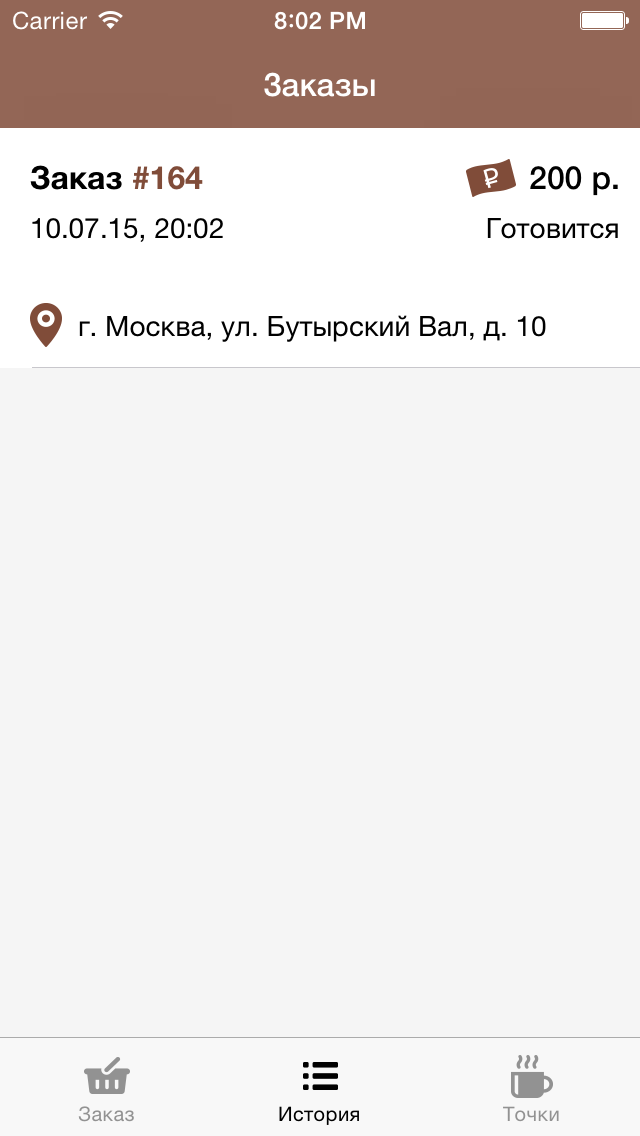 Carrier 8:02 PM
Заказы
Заказ #164 ₽ 200 р.
10.07.15, 20:02 Готовится
г. Москва, ул. Бутырский Вал, д. 10
Заказ История Точки